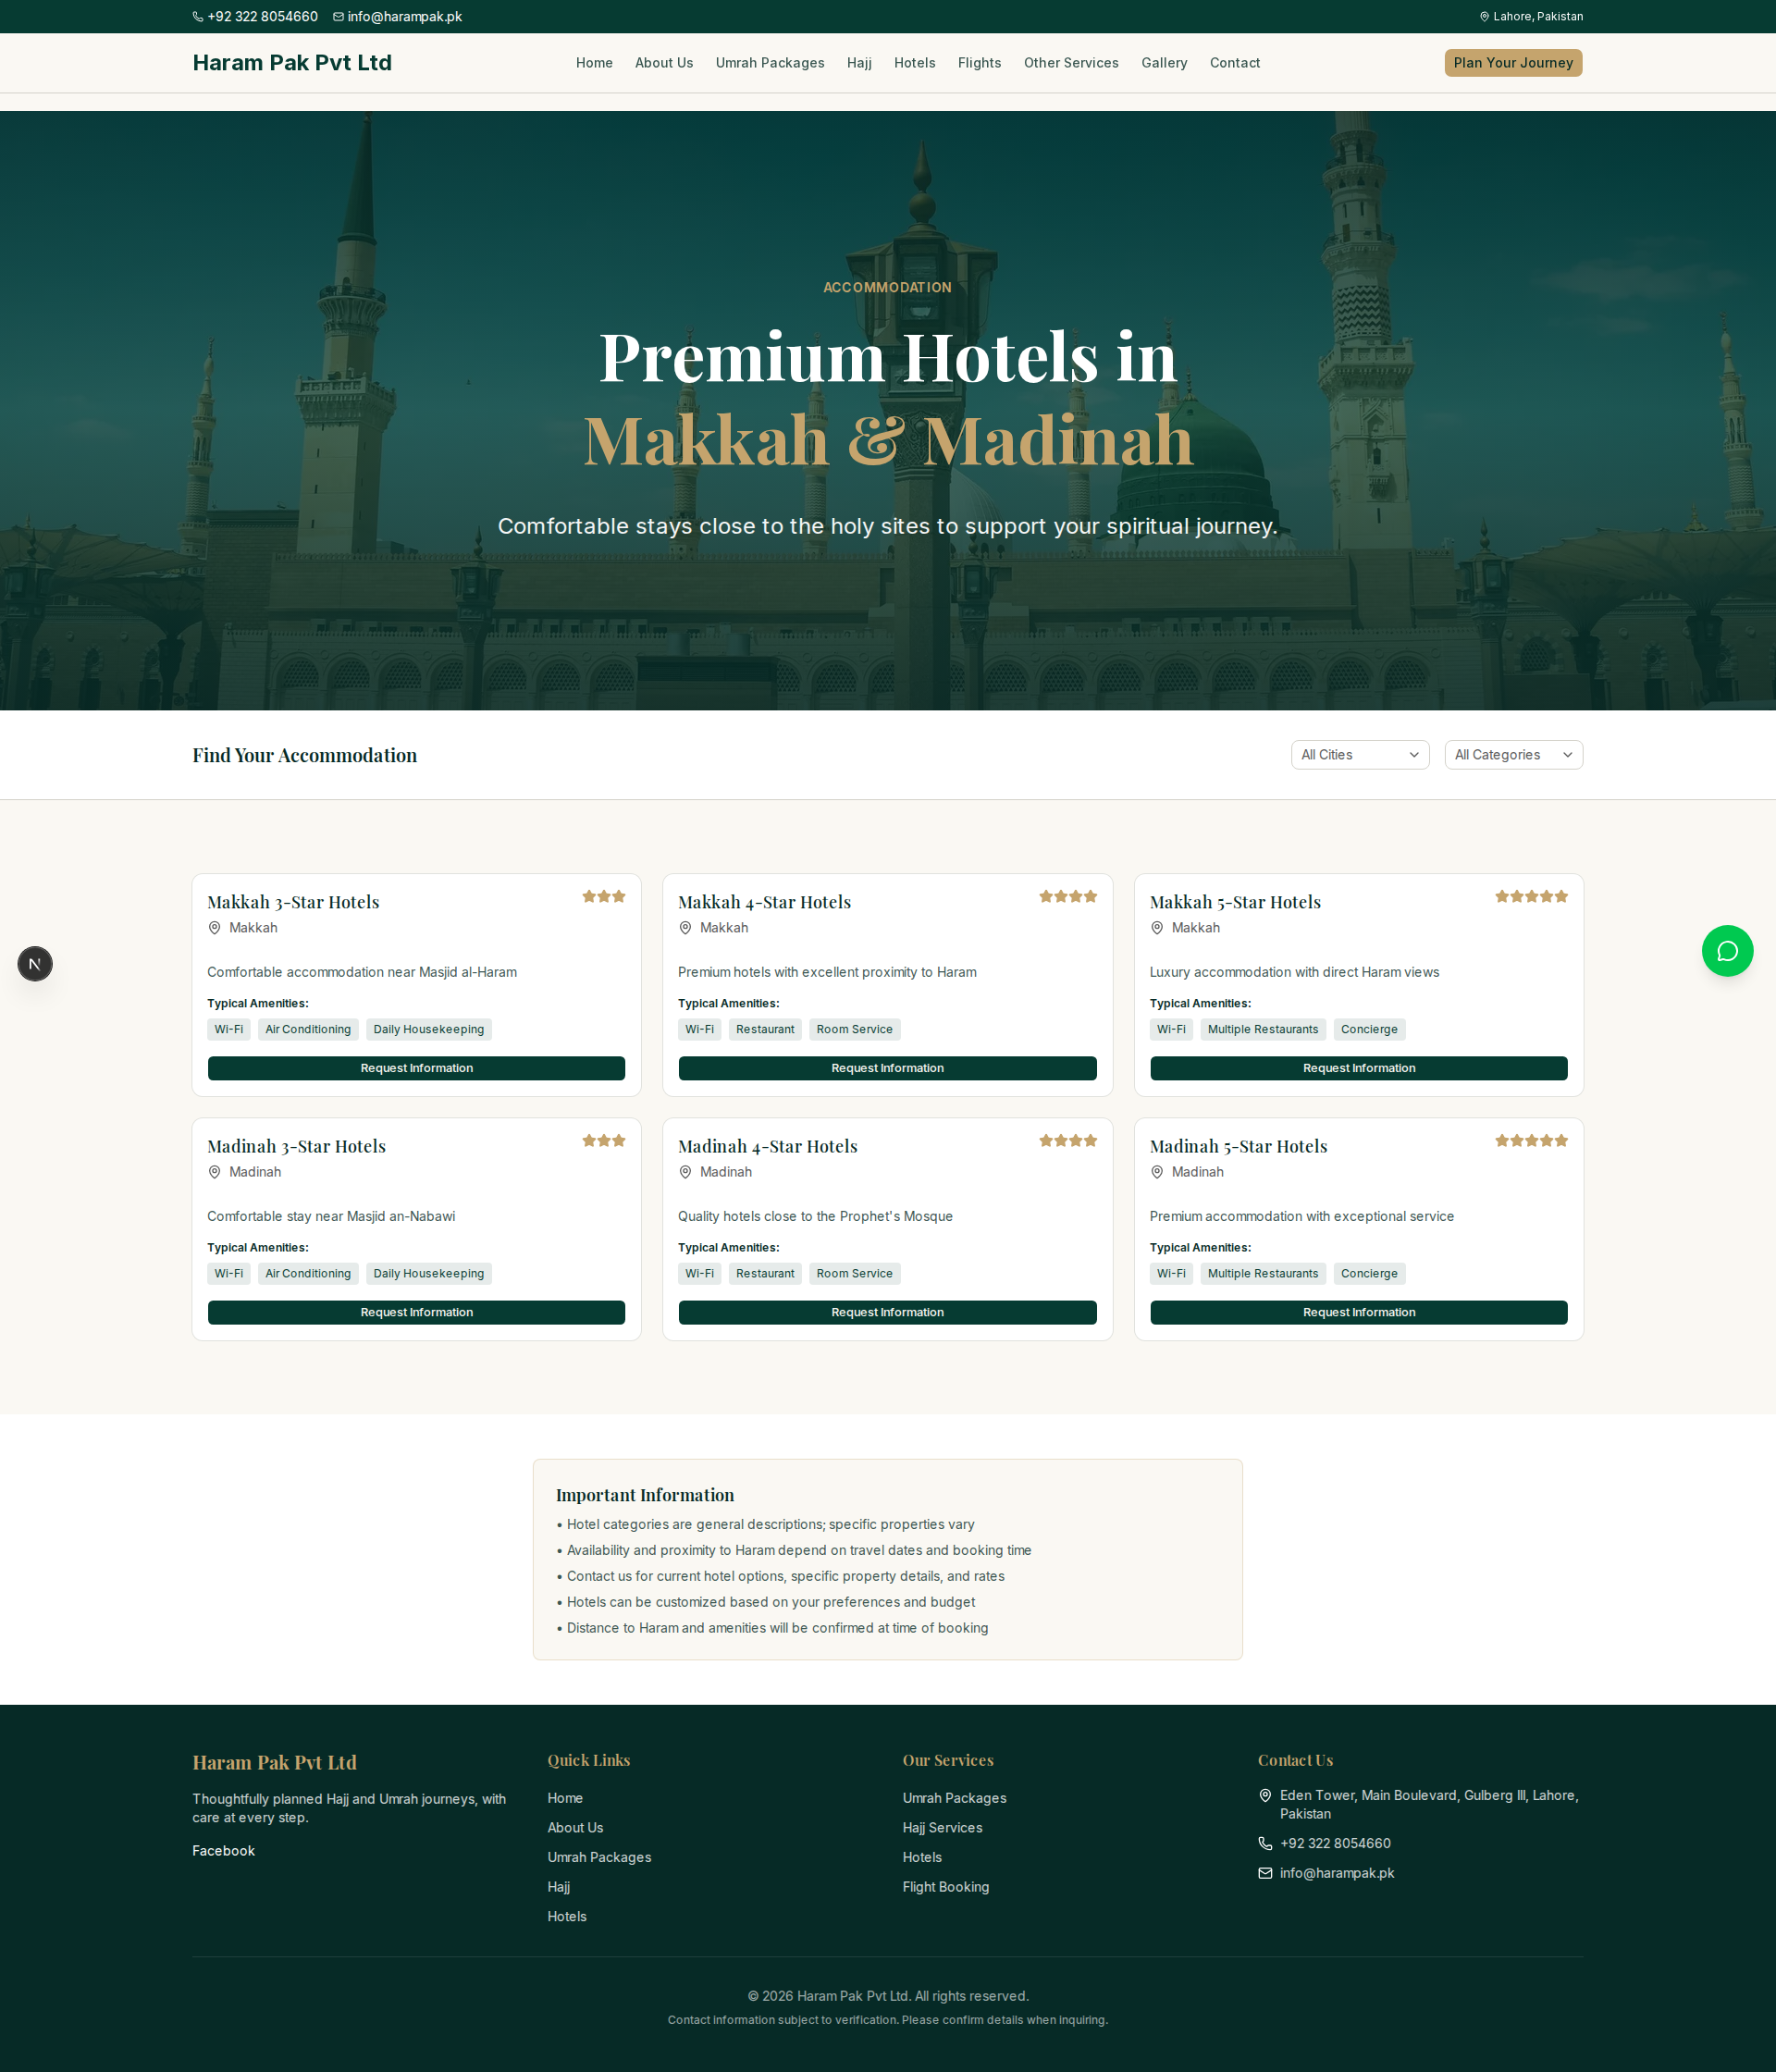 +92 322 8054660 info@harampak.pk Lahore, Pakistan
Haram Pak Pvt Ltd Home About Us Umrah Packages Hajj Hotels Flights Other Services Gallery Contact Plan Your Journey
ACCOMMODATION
Premium Hotels in
Makkah & Madinah
Comfortable stays close to the holy sites to support your spiritual journey.
Find Your Accommodation All Cities All Categories
Makkah 3-Star Hotels
Makkah
Comfortable accommodation near Masjid al-Haram
Typical Amenities:
Wi-Fi Air Conditioning Daily Housekeeping
Request Information
Makkah 4-Star Hotels
Makkah
Premium hotels with excellent proximity to Haram
Typical Amenities:
Wi-Fi Restaurant Room Service
Request Information
Makkah 5-Star Hotels
Makkah
Luxury accommodation with direct Haram views
Typical Amenities:
Wi-Fi Multiple Restaurants Concierge
Request Information
Madinah 3-Star Hotels
Madinah
Comfortable stay near Masjid an-Nabawi
Typical Amenities:
Wi-Fi Air Conditioning Daily Housekeeping
Request Information
Madinah 4-Star Hotels
Madinah
Quality hotels close to the Prophet's Mosque
Typical Amenities:
Wi-Fi Restaurant Room Service
Request Information
Madinah 5-Star Hotels
Madinah
Premium accommodation with exceptional service
Typical Amenities:
Wi-Fi Multiple Restaurants Concierge
Request Information
N
Important Information
• Hotel categories are general descriptions; specific properties vary
• Availability and proximity to Haram depend on travel dates and booking time
• Contact us for current hotel options, specific property details, and rates
• Hotels can be customized based on your preferences and budget
• Distance to Haram and amenities will be confirmed at time of booking
Haram Pak Pvt Ltd
Thoughtfully planned Hajj and Umrah journeys, with
care at every step.
Facebook
Quick Links
Home
About Us
Umrah Packages
Hajj
Hotels
Our Services
Umrah Packages
Hajj Services
Hotels
Flight Booking
Contact Us
Eden Tower, Main Boulevard, Gulberg III, Lahore,
Pakistan
+92 322 8054660
info@harampak.pk
© 2026 Haram Pak Pvt Ltd. All rights reserved.
Contact information subject to verification. Please confirm details when inquiring.